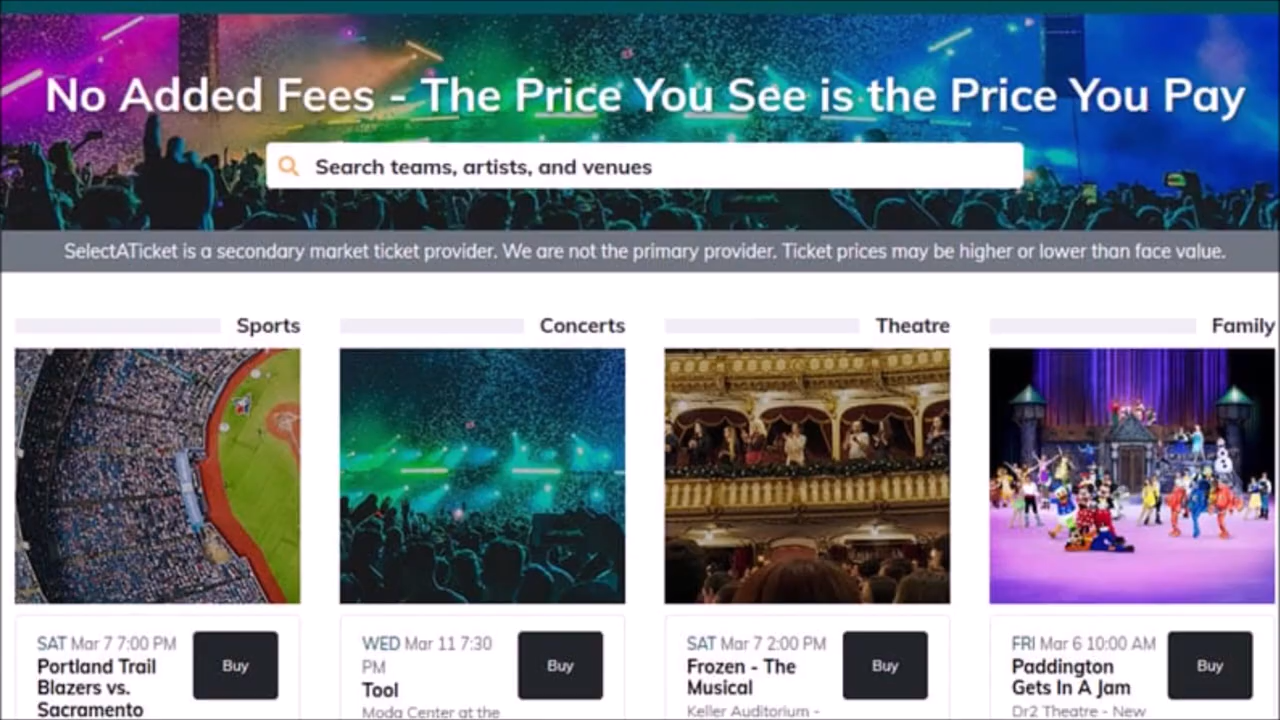 No Added Fees - The Price You See is the Price You Pay
Search teams, artists, and venues
SelectATicket is a secondary market ticket provider. We are not the primary provider. Ticket prices may be higher or lower than face value.
Sports
Concerts
Theatre
Family
SAT Mar 7 7:00 PM
Portland Trail
Blazers vs.
Sacramento
Buy
WED Mar 11 7:30
PM
Tool
Moda Center at the
Buy
SAT Mar 7 2:00 PM
Frozen - The
Musical
Keller Auditorium -
Buy
FRI Mar 6 10:00 AM
Paddington
Gets In A Jam
Dr2 Theatre - New
Buy